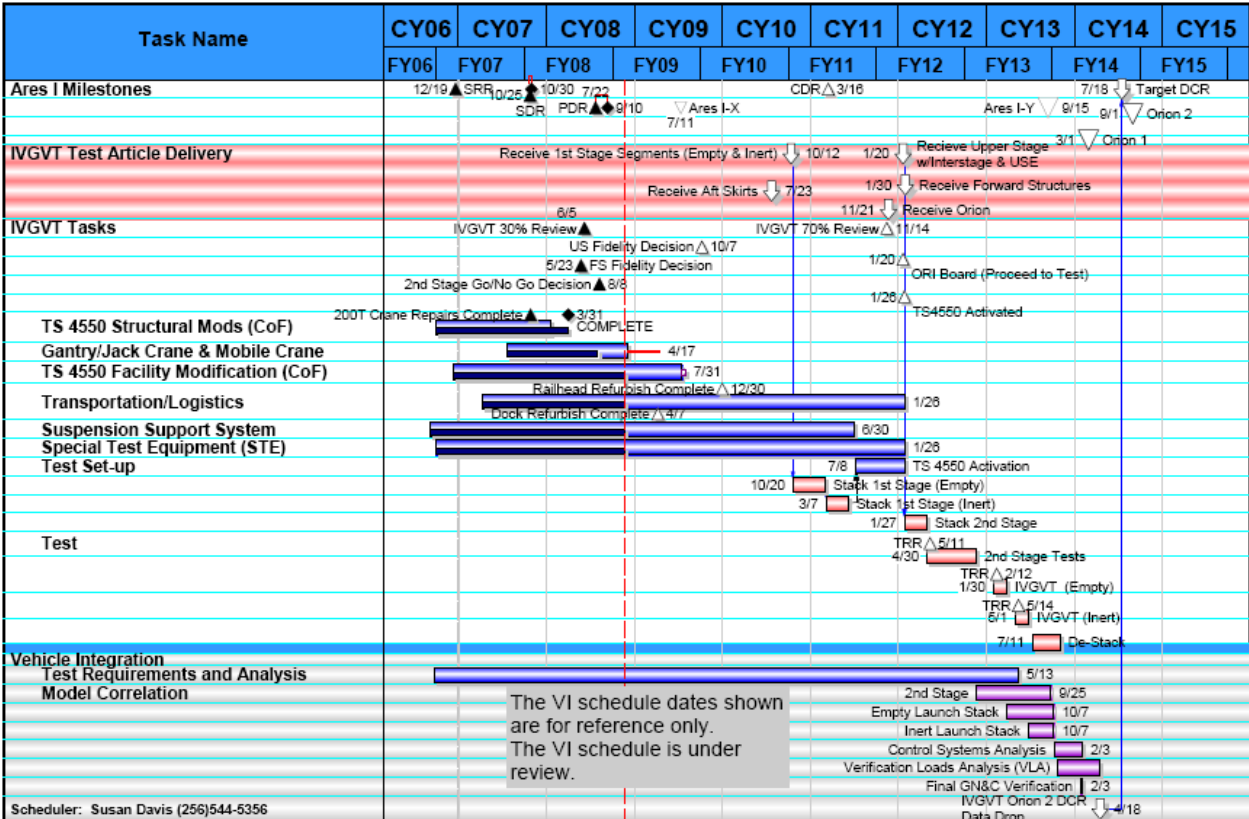 Task Name
CY06 CY07 CY08 CY09 CY10 CY11 CY12 CY13 CY14 CY15
FY06 FY07 FY08 FY09 FY10 FY11 FY12 FY13 FY14 FY15
Ares I Milestones
12/19 SRR 10/25 10/30 7/22 CDR 3/16 7/18 Target DCR
SDR PDR 9/10 Ares I-X Ares I-Y 9/15 9/1 Orion 2
7/11
3/1 Orion 1
IVGVT Test Article Delivery
Receive 1st Stage Segments (Empty & Inert) 10/12 1/20 Recieve Upper Stage
w/Interstage & USE
Receive Aft Skirts 7/23 1/30 Receive Forward Structures
6/5 11/21 Receive Orion
IVGVT Tasks
IVGVT 30% Review IVGVT 70% Review 11/14
US Fidelity Decision 10/7
5/23 FS Fidelity Decision 1/20
ORI Board (Proceed to Test)
2nd Stage Go/No Go Decision 8/8 1/26
TS4550 Activated
200T Crane Repairs Complete 3/31
TS 4550 Structural Mods (CoF) COMPLETE
Gantry/Jack Crane & Mobile Crane 4/17
TS 4550 Facility Modification (CoF) 7/31
Railhead Refurbish Complete 12/30
Transportation/Logistics 1/26
Dock Refurbish Complete 4/7
Suspension Support System 6/30
Special Test Equipment (STE) 1/26
Test Set-up 7/8 TS 4550 Activation
10/20 Stack 1st Stage (Empty)
3/7 Stack 1st Stage (Inert)
1/27 Stack 2nd Stage
Test TRR 5/11
4/30 2nd Stage Tests
TRR 2/12
1/30 IVGVT (Empty)
TRR 5/14
5/1 IVGVT (Inert)
7/11 De-Stack
Vehicle Integration
Test Requirements and Analysis 5/13
Model Correlation 2nd Stage 9/25
The VI schedule dates shown
are for reference only.
The VI schedule is under
review.
Empty Launch Stack 10/7
Inert Launch Stack 10/7
Control Systems Analysis 2/3
Verification Loads Analysis (VLA)
Final GN&C Verification 2/3
IVGVT Orion 2 DCR
Data Drop 4/18
Scheduler: Susan Davis (256)544-5356